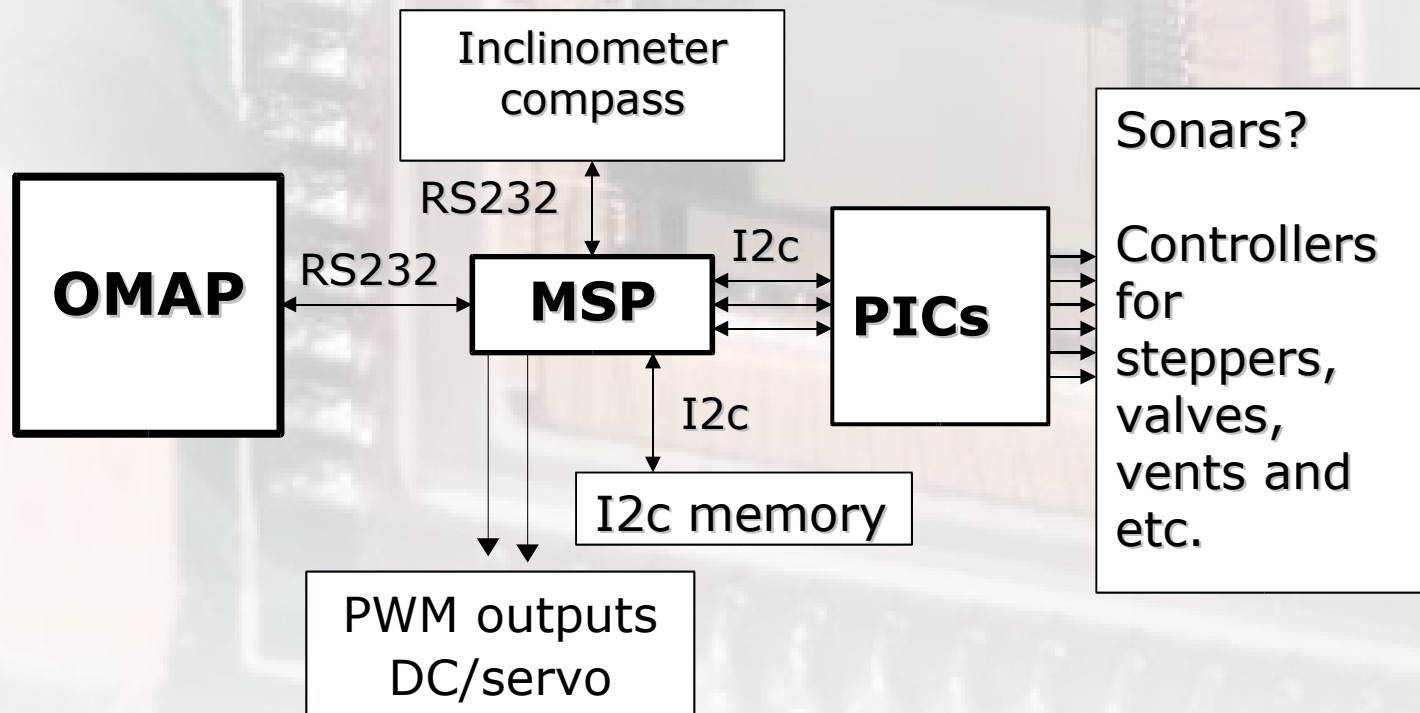 Inclinometer
compass
Sonars?
RS232
OMAP
RS232
MSP
I2c
PICs
Controllers
for
steppers,
valves,
vents and
etc.
I2c
I2c memory
PWM outputs
DC/servo